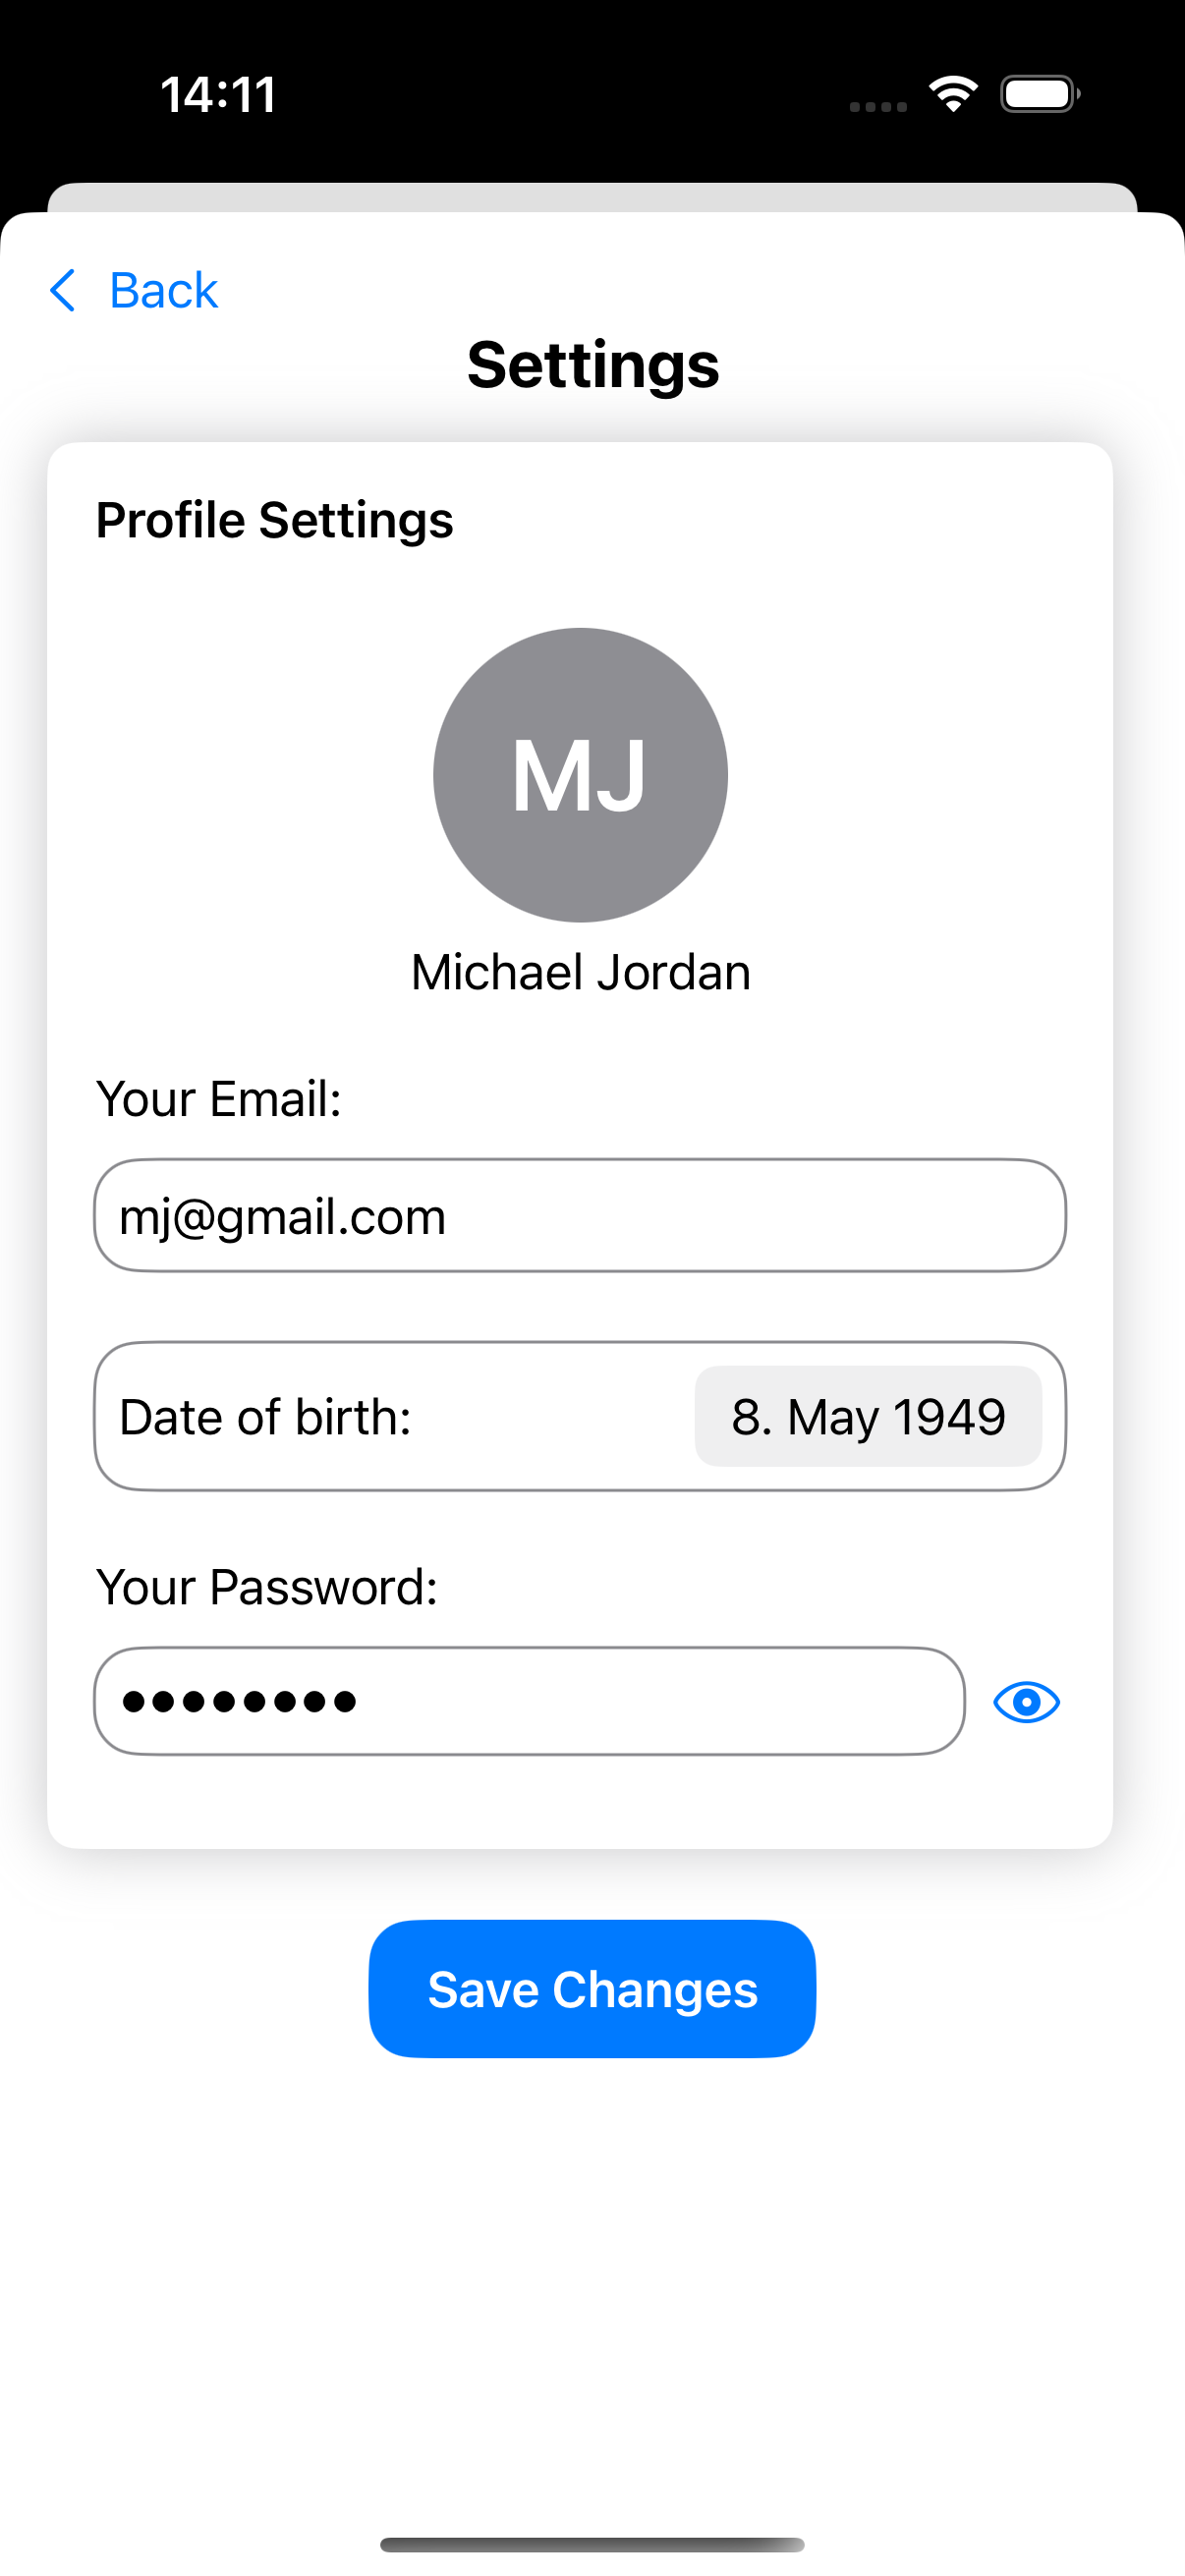 14:11
Back
Settings
Profile Settings
MJ
Michael Jordan
Your Email:
mj@gmail.com
Date of birth: 8. May 1949
Your Password:
••••••••
Save Changes